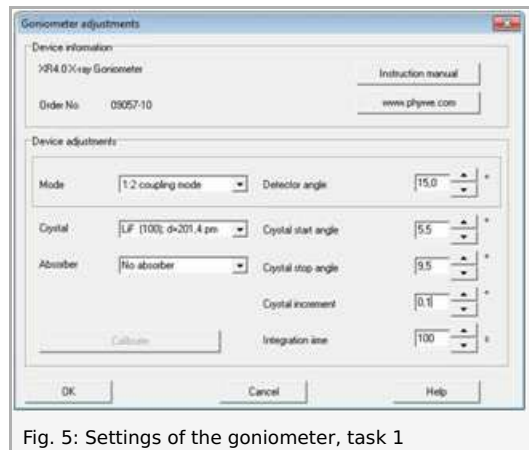 Goniometer adjustments
Device information
XR4.0 X-ray Goniometer
Instruction manual
Order No. 09057-10
www.phywe.com
Device adjustments
Mode 1:2 coupling mode Detector angle 15,0 °
Crystal LiF (100); d=201,4 pm Crystal start angle 5,5 °
Absorber No absorber Crystal stop angle 9,5 °
Crystal increment 0,1 °
Calibrate Integration time 100 s
OK Cancel Help
Fig. 5: Settings of the goniometer, task 1